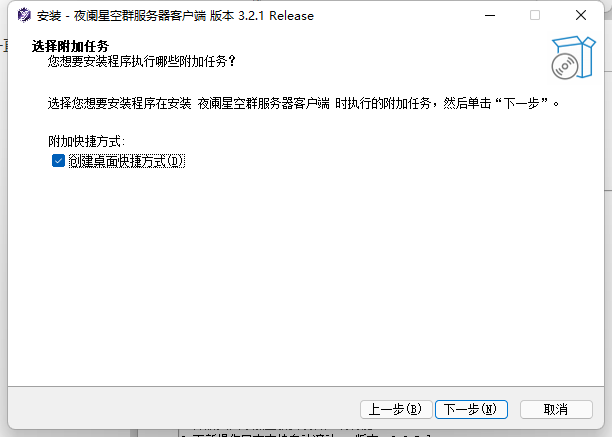 安装 - 夜阑星空群服务器客户端 版本 3.2.1 Release
选择附加任务
您想要安装程序执行哪些附加任务？
选择您想要安装程序在安装 夜阑星空群服务器客户端 时执行的附加任务，然后单击“下一步”。
附加快捷方式:
创建桌面快捷方式(D)
上一步(B)
下一步(N)
取消